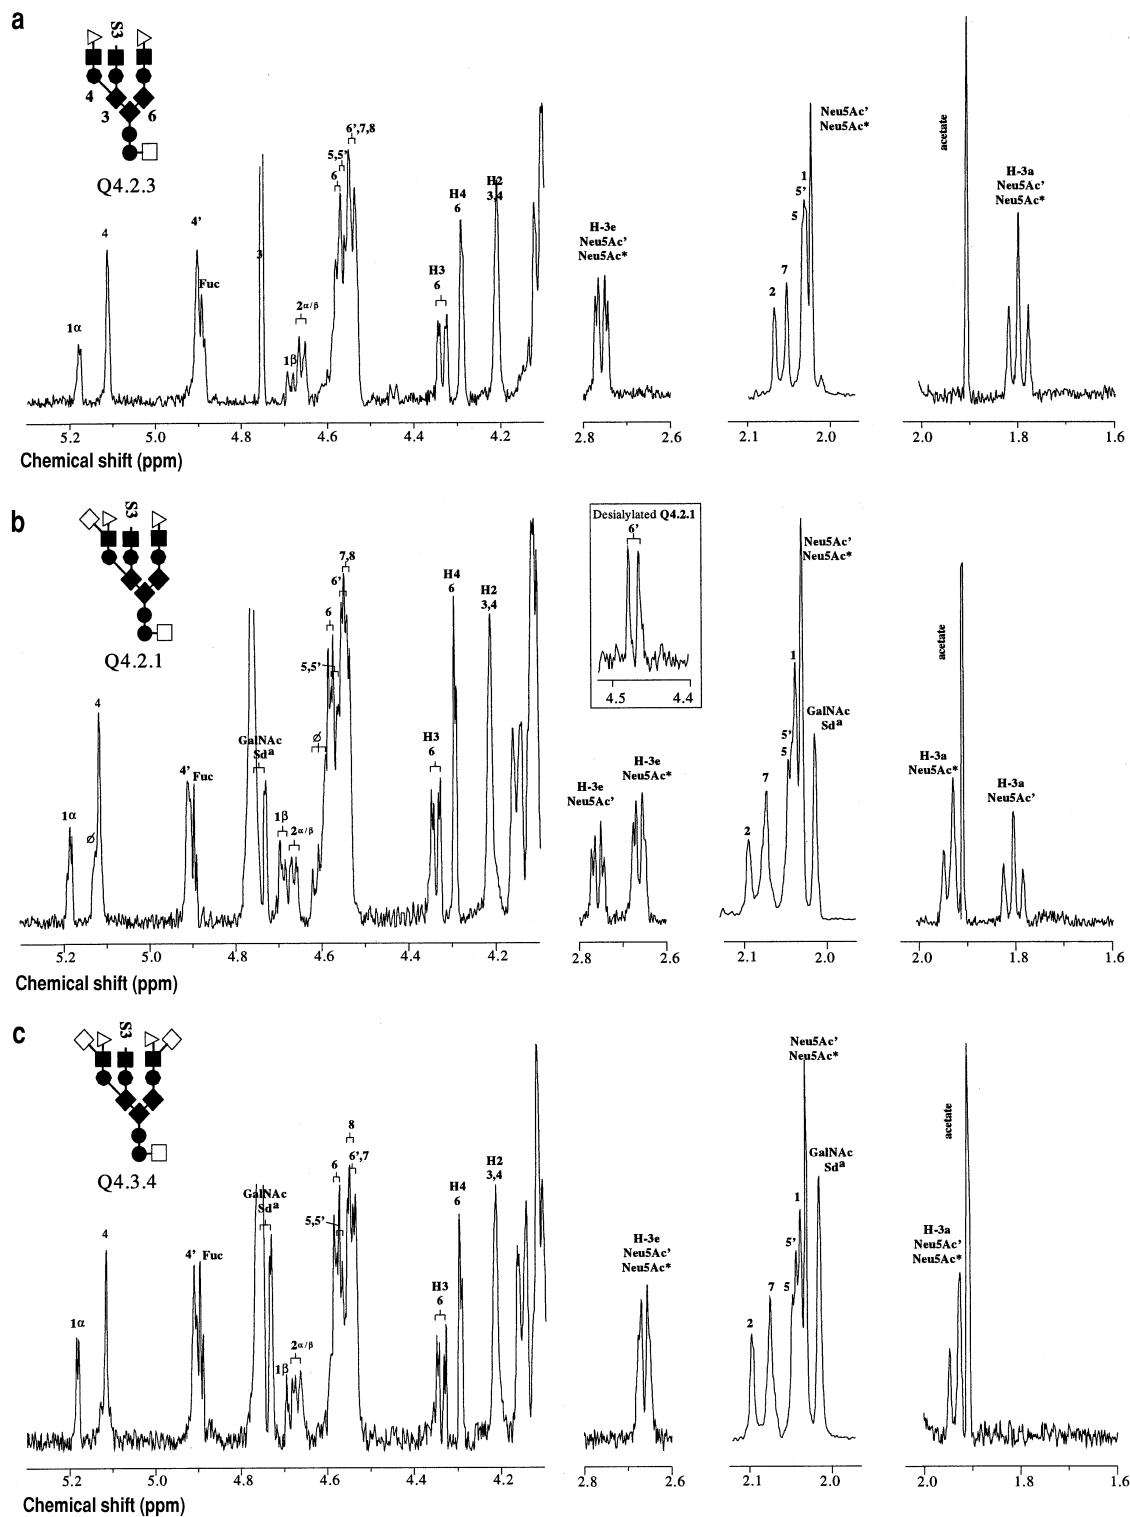 a
S3
4
3
6
Q4.2.3
6',7,8
5,5'
6
4
4'
Fuc
3
1α
1β
2α/β
H3
6
H4
6
H2
3,4
H-3e
Neu5Ac'
Neu5Ac*
2
7
5
5'
1
Neu5Ac'
Neu5Ac*
acetate
H-3a
Neu5Ac'
Neu5Ac*
5.2 5.0 4.8 4.6 4.4 4.2 2.8 2.6 2.1 2.0 2.0 1.8 1.6
Chemical shift (ppm)
b
S3
Q4.2.1
7,8
6'
6
5,5'
ø
4
ø
1α
4'
Fuc
GalNAc
Sda
1β
2α/β
H3
6
H4
6
H2
3,4
Desialylated Q4.2.1
6'
4.5 4.4
H-3e
Neu5Ac'
H-3e
Neu5Ac*
2
7
5
5'
1
Neu5Ac'
Neu5Ac*
GalNAc
Sda
acetate
H-3a
Neu5Ac*
H-3a
Neu5Ac'
5.2 5.0 4.8 4.6 4.4 4.2 2.8 2.6 2.1 2.0 2.0 1.8 1.6
Chemical shift (ppm)
c
S3
Q4.3.4
8
6',7
6
5,5'
4
1α
4'
Fuc
GalNAc
Sda
1β
2α/β
H3
6
H4
6
H2
3,4
H-3e
Neu5Ac'
Neu5Ac*
2
7
5
5'
1
Neu5Ac'
Neu5Ac*
GalNAc
Sda
acetate
H-3a
Neu5Ac'
Neu5Ac*
5.2 5.0 4.8 4.6 4.4 4.2 2.8 2.6 2.1 2.0 2.0 1.8 1.6
Chemical shift (ppm)